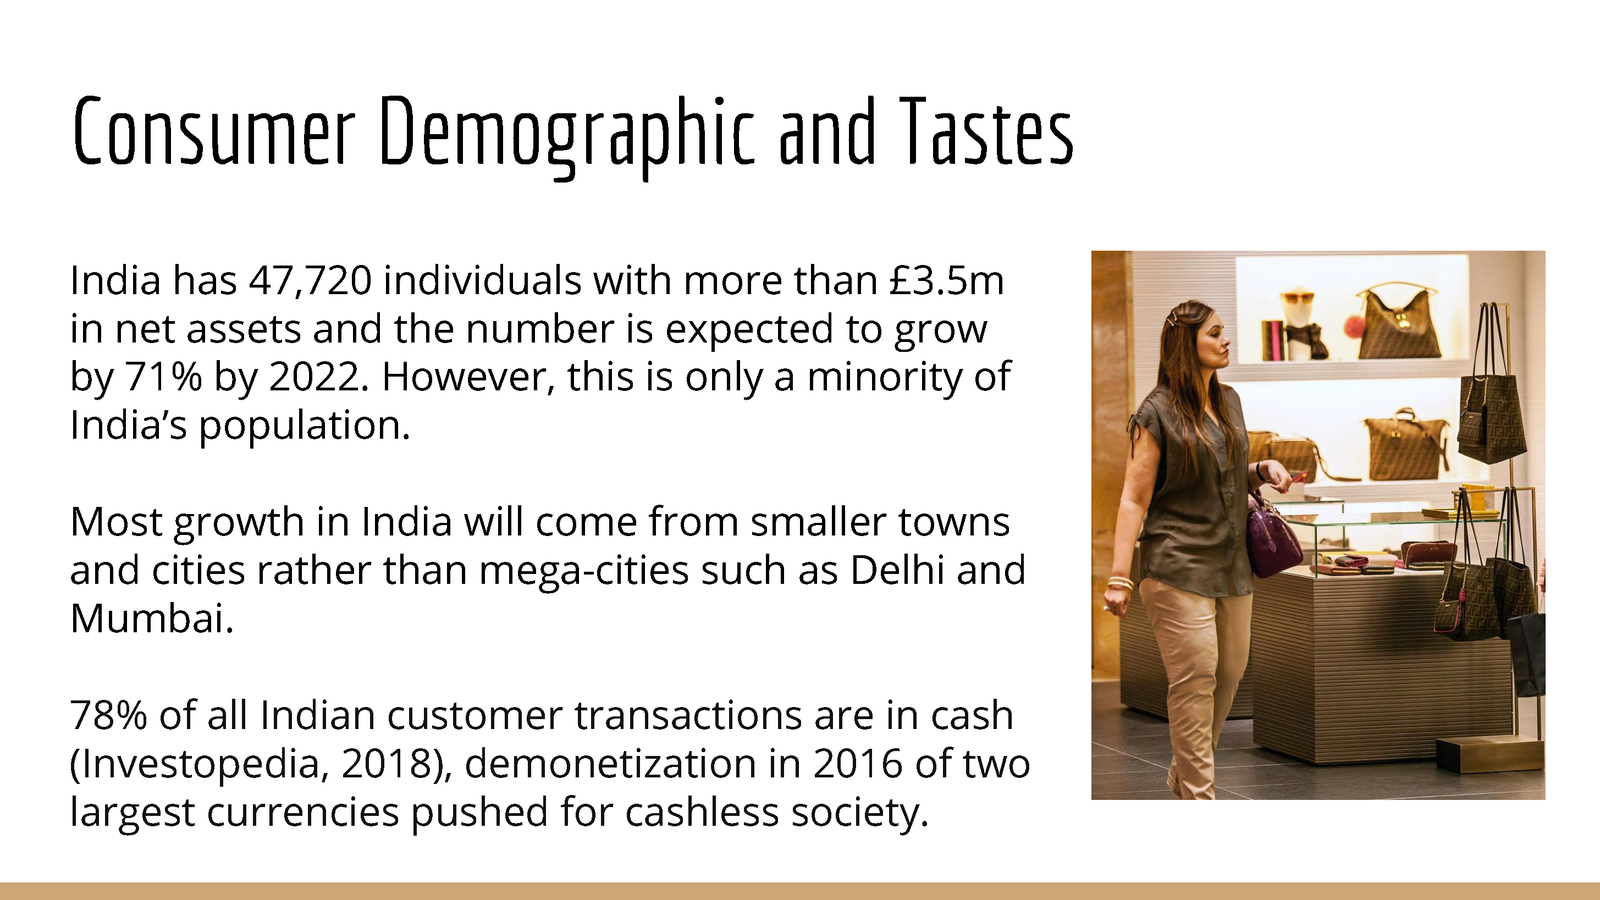 Consumer Demographic and Tastes
India has 47,720 individuals with more than £3.5m
in net assets and the number is expected to grow
by 71% by 2022. However, this is only a minority of
India’s population.
Most growth in India will come from smaller towns
and cities rather than mega-cities such as Delhi and
Mumbai.
78% of all Indian customer transactions are in cash
(Investopedia, 2018), demonetization in 2016 of two
largest currencies pushed for cashless society.